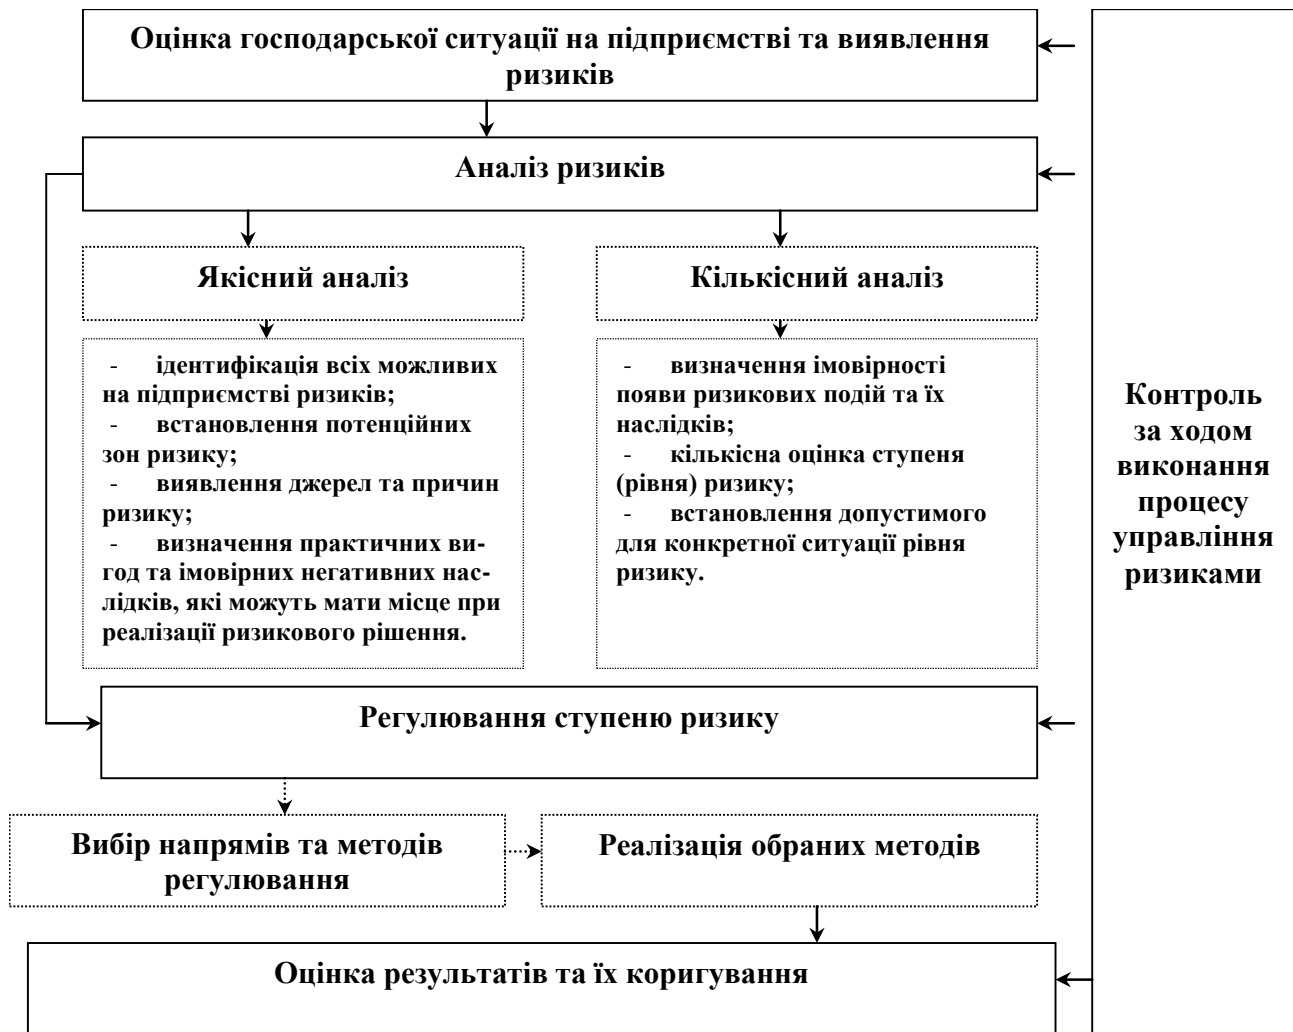 Оцінка господарської ситуації на підприємстві та виявлення
ризиків
Аналіз ризиків
Якісний аналіз
Кількісний аналіз
- ідентифікація всіх можливих
на підприємстві ризиків;
- встановлення потенційних
зон ризику;
- виявлення джерел та причин
ризику;
- визначення практичних ви-
год та імовірних негативних нас-
лідків, які можуть мати місце при
реалізації ризикового рішення.
- визначення імовірності
появи ризикових подій та їх
наслідків;
- кількісна оцінка ступеня
(рівня) ризику;
- встановлення допустимого
для конкретної ситуації рівня
ризику.
Регулювання ступеню ризику
Вибір напрямів та методів
регулювання
Реалізація обраних методів
Оцінка результатів та їх коригування
Контроль
за ходом
виконання
процесу
управління
ризиками